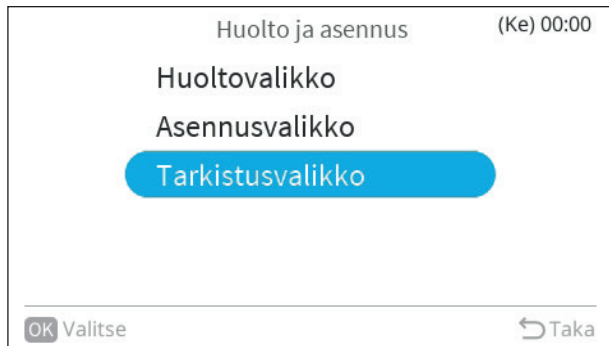 Huolto ja asennus (Ke) 00:00
Huoltovalikko
Asennusvalikko
Tarkistusvalikko
OK Valitse Taka